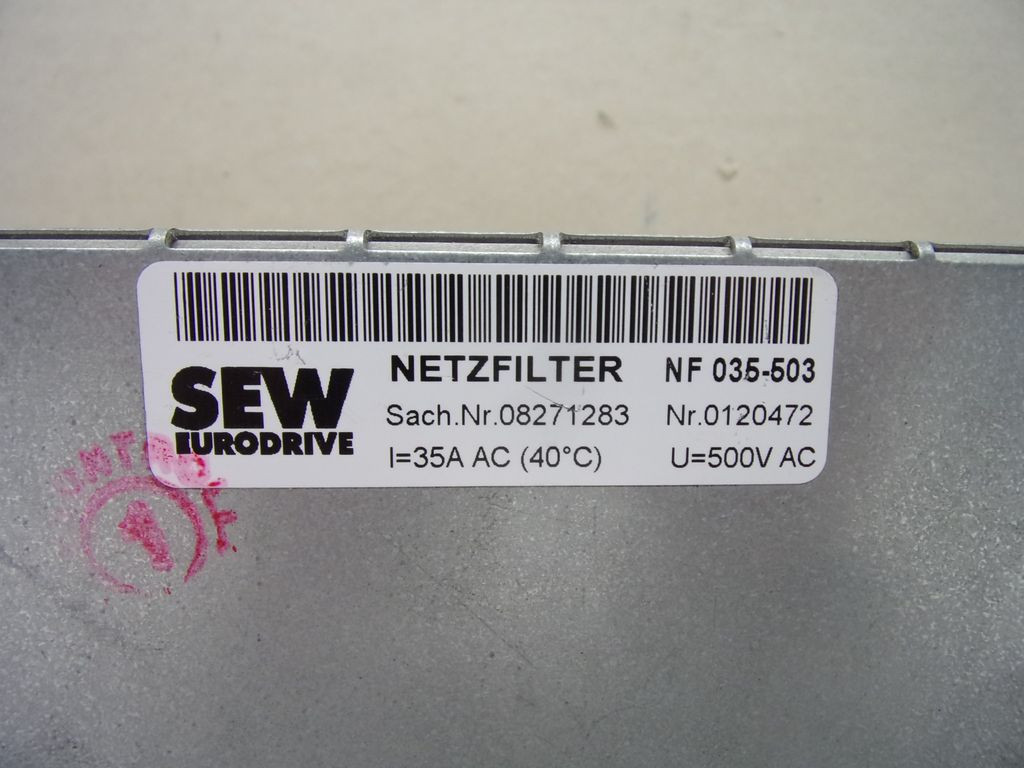 SEW
EURODRIVE
NETZFILTER NF 035-503
Sach.Nr.08271283 Nr.0120472
I=35A AC (40°C) U=500V AC